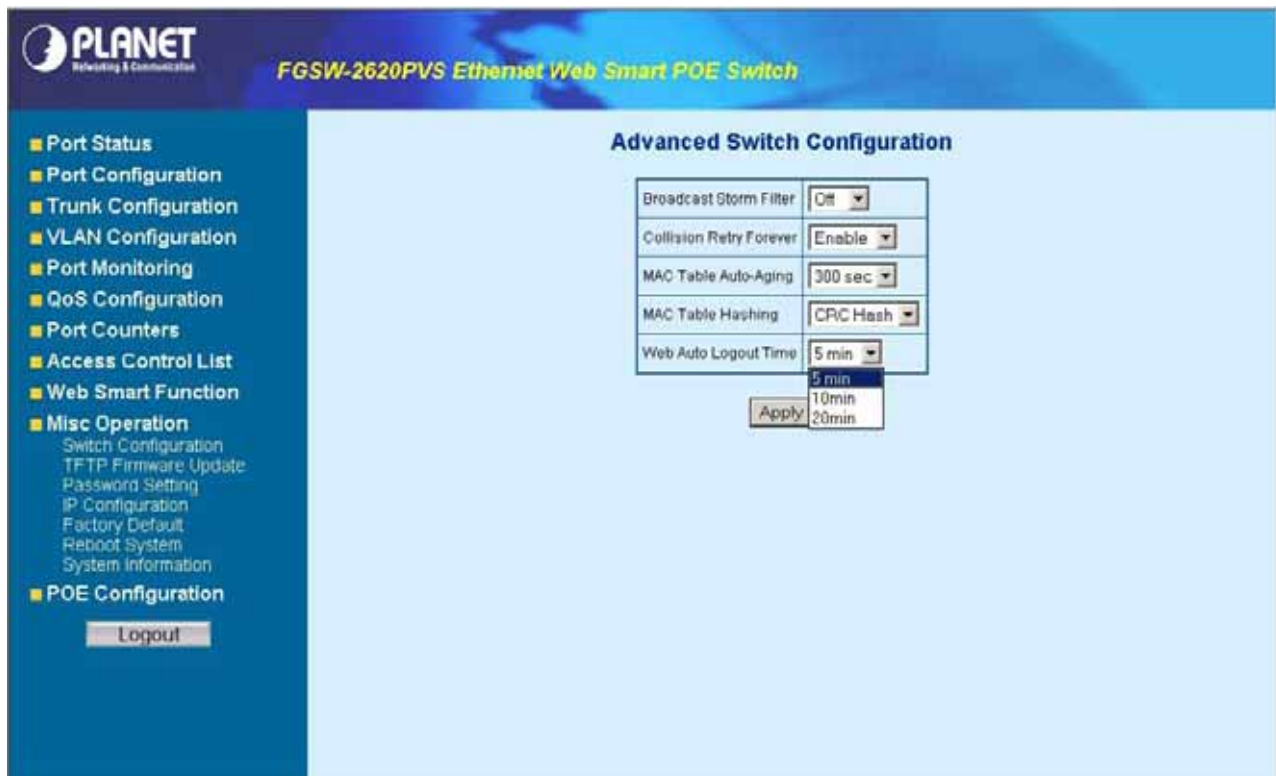 PLANET
Networking & Communication
FGSW-2620PVS Ethernet Web Smart POE Switch
Port Status
Port Configuration
Trunk Configuration
VLAN Configuration
Port Monitoring
QoS Configuration
Port Counters
Access Control List
Web Smart Function
Misc Operation
Switch Configuration
TFTP Firmware Update
Password Setting
IP Configuration
Factory Default
Reboot System
System Information
POE Configuration
Logout
Advanced Switch Configuration
Broadcast Storm Filter Off
Collision Retry Forever Enable
MAC Table Auto-Aging 300 sec
MAC Table Hashing CRC Hash
Web Auto Logout Time 5 min
5 min
10min
20min
Apply